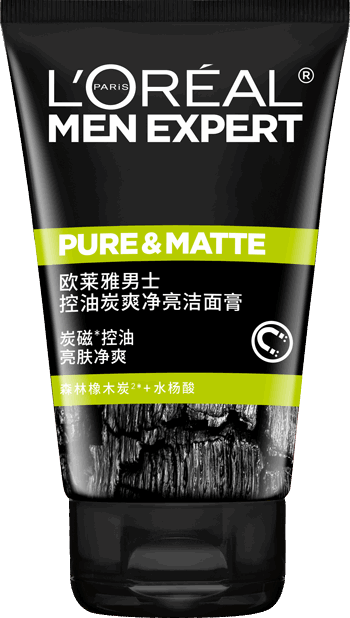 L'ORÉAL®
PARIS
MEN EXPERT
PURE & MATTE
欧莱雅男士
控油炭爽净亮洁面膏
炭磁*控油
亮肤净爽
森林橡木炭²*+水杨酸